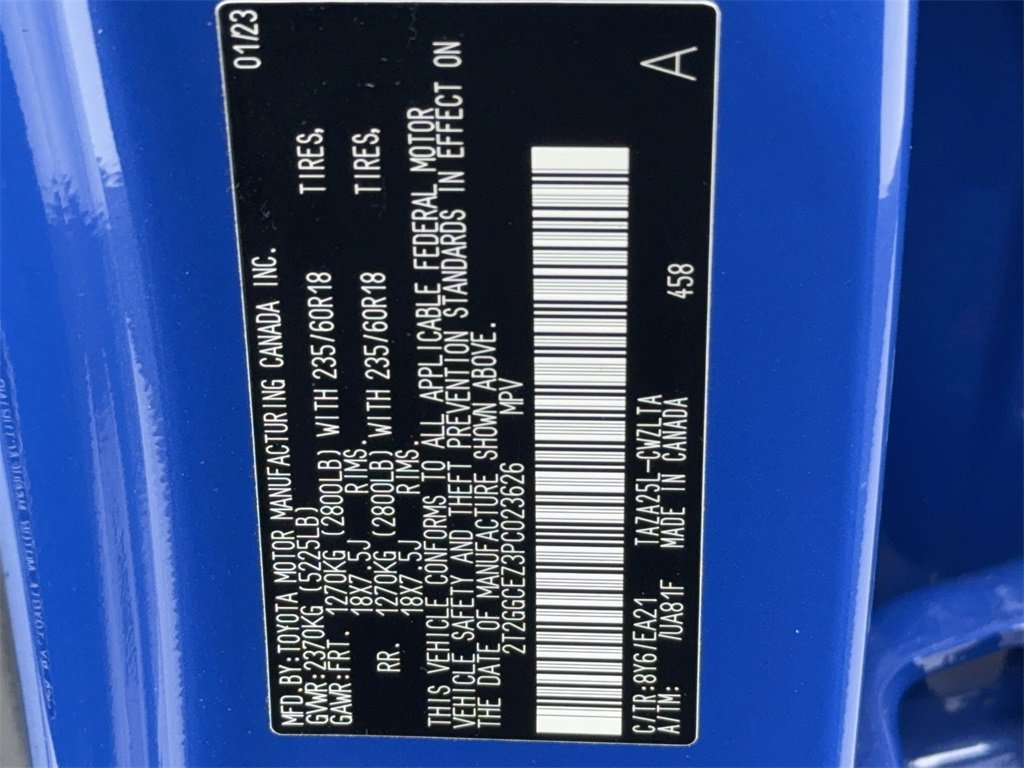 MFD.BY:TOYOTA MOTOR MANUFACTURING CANADA INC. 01/23
GVWR:2370KG (5225LB)
GAWR:FRT. 1270KG (2800LB) WITH 235/60R18 TIRES,
18X7.5J RIMS.
RR. 1270KG (2800LB) WITH 235/60R18 TIRES,
18X7.5J RIMS.
THIS VEHICLE CONFORMS TO ALL APPLICABLE FEDERAL MOTOR
VEHICLE SAFETY AND THEFT PREVENTION STANDARDS IN EFFECT ON
THE DATE OF MANUFACTURE SHOWN ABOVE.
2T2GGCEZ3PC023626 MPV
C/TR:8Y6/EA21 TAZA25L-CWZLTA 458 A
A/TM: /UA81F MADE IN CANADA